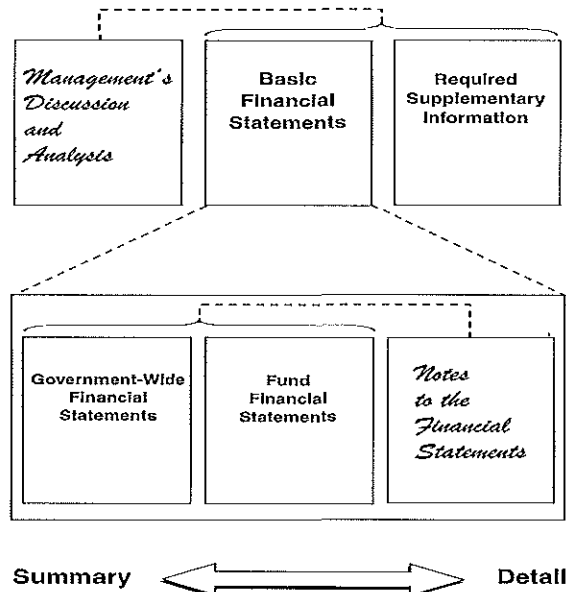 Management's
Discussion
and
Analysis
Basic
Financial
Statements
Required
Supplementary
Information
Government-Wide
Financial
Statements
Fund
Financial
Statements
Notes
to the
Financial
Statements
Summary
Detail